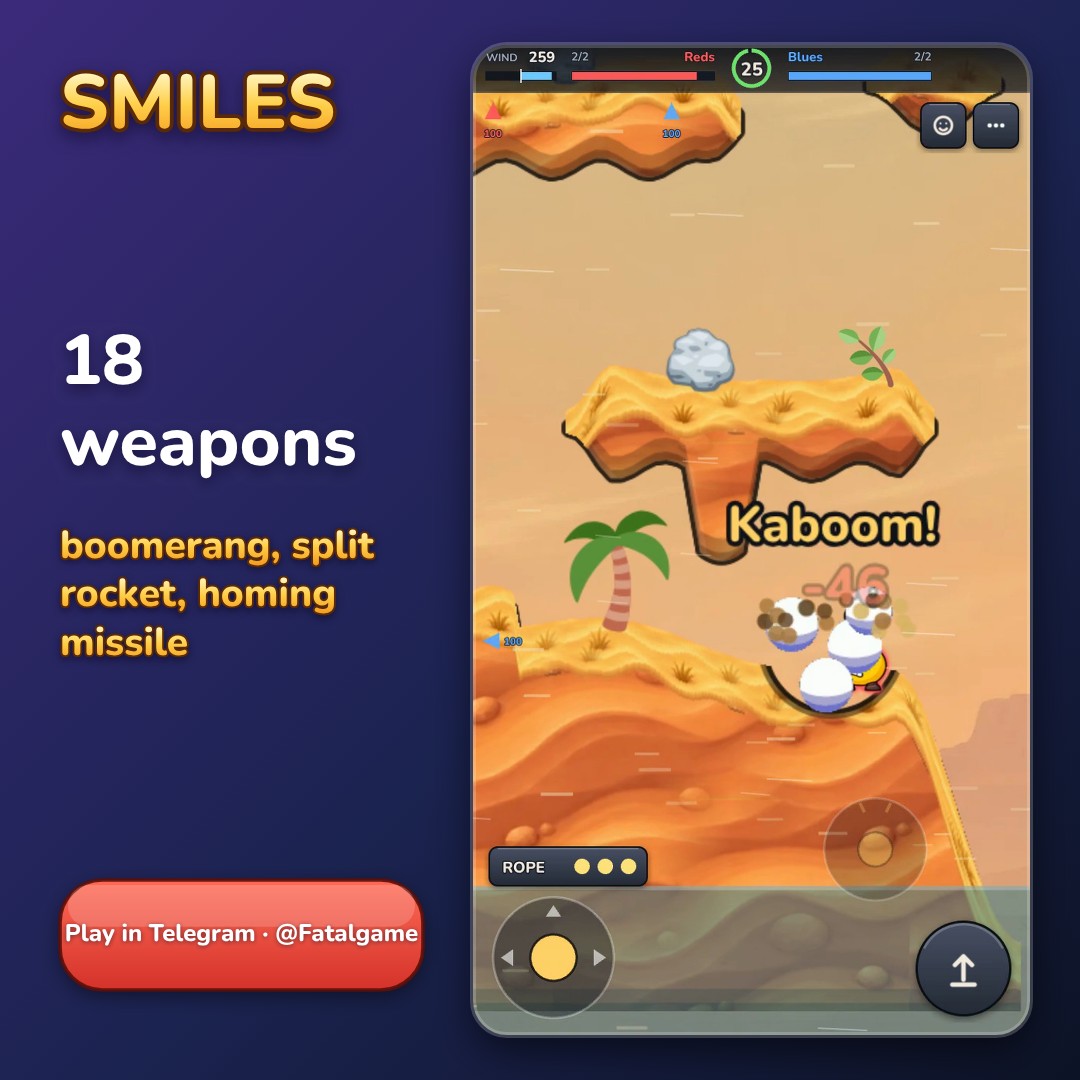 SMILES
18
weapons
boomerang, split
rocket, homing
missile
Play in Telegram · @Fatalgame
WIND 259 2/2 Reds 25 Blues 2/2
100 100
Kaboom!
-46
100
ROPE